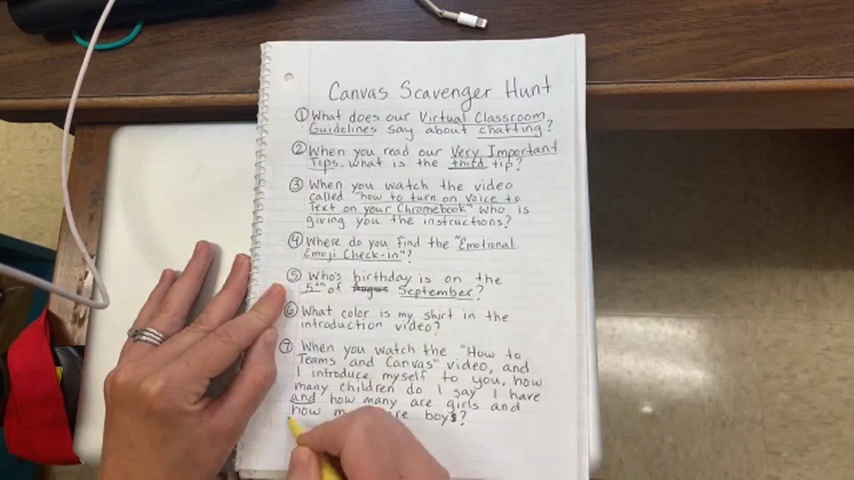 Canvas Scavenger Hunt
① What does our Virtual Classroom
Guidelines say about chatting?
② When you read our Very Important
Tips. What is the third tip?
③ When you watch the video
called "how to turn on Voice to
Text on your Chromebook" who is
giving you the instructions?
④ Where do you find the "Emotional
Emoji Check-in"?
⑤ Who's birthday is on the
5th of September?
⑥ What color is my shirt in the
introduction video?
⑦ When you watch the "How to
Teams and Canvas" video, and
I introduce myself to you, how
many children do I say I have
and how many are girls and
how are boys?